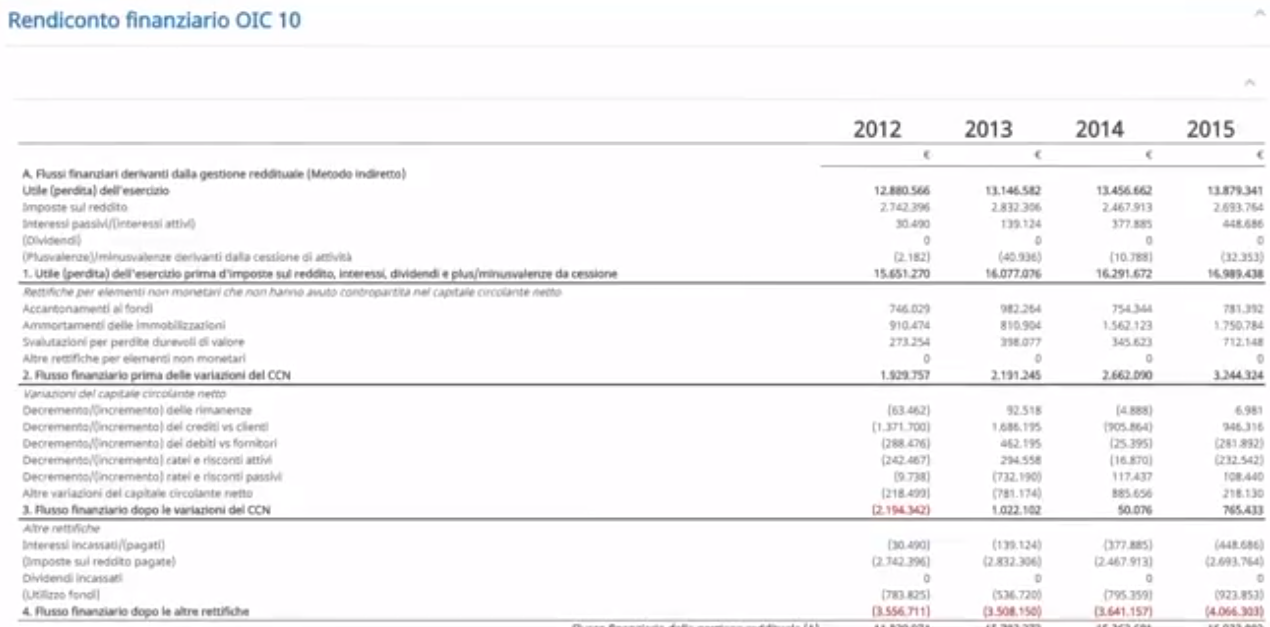 Rendiconto finanziario OIC 10
2012 2013 2014 2015
€ € € €
A. Flussi finanziari derivanti dalla gestione reddituale (Metodo indiretto)
Utile (perdita) dell'esercizio 12.880.566 13.146.582 13.456.662 13.879.341
Imposte sul reddito 2.742.396 2.832.306 2.467.913 2.693.764
Interessi passivi/(interessi attivi) 30.490 139.124 377.885 448.686
(Dividendi) 0 0 0 0
(Plusvalenze)/minusvalenze derivanti dalla cessione di attività (2.182) (40.936) (10.788) (32.353)
1. Utile (perdita) dell'esercizio prima d'imposte sul reddito, interessi, dividendi e plus/minusvalenze da cessione 15.651.270 16.077.076 16.291.672 16.989.438
Rettifiche per elementi non monetari che non hanno avuto contropartita nel capitale circolante netto
Accantonamenti ai fondi 746.029 982.264 754.344 781.392
Ammortamenti delle immobilizzazioni 910.474 810.904 1.562.123 1.750.784
Svalutazioni per perdite durevoli di valore 273.254 398.077 345.623 712.148
Altre rettifiche per elementi non monetari 0 0 0 0
2. Flusso finanziario prima delle variazioni del CCN 1.929.757 2.191.245 2.662.090 3.244.324
Variazioni del capitale circolante netto
Decremento/(incremento) delle rimanenze (63.462) 92.518 (4.888) 6.981
Decremento/(incremento) dei crediti vs clienti (1.371.700) 1.686.195 (905.864) 946.316
Decremento/(incremento) dei debiti vs fornitori (288.476) 462.195 (25.395) (281.892)
Decremento/(incremento) ratei e risconti attivi (242.467) 294.558 (16.870) (232.542)
Decremento/(incremento) ratei e risconti passivi (9.738) (732.190) 117.437 108.440
Altre variazioni del capitale circolante netto (218.499) (781.174) 885.656 218.130
3. Flusso finanziario dopo le variazioni del CCN (2.194.342) 1.022.102 50.076 765.433
Altre rettifiche
Interessi incassati/(pagati) (30.490) (139.124) (377.885) (448.686)
(Imposte sul reddito pagate) (2.742.396) (2.832.306) (2.467.913) (2.693.764)
Dividendi incassati 0 0 0 0
(Utilizzo fondi) (783.825) (536.720) (795.359) (923.853)
4. Flusso finanziario dopo le altre rettifiche (3.556.711) (3.508.150) (3.641.157) (4.066.303)